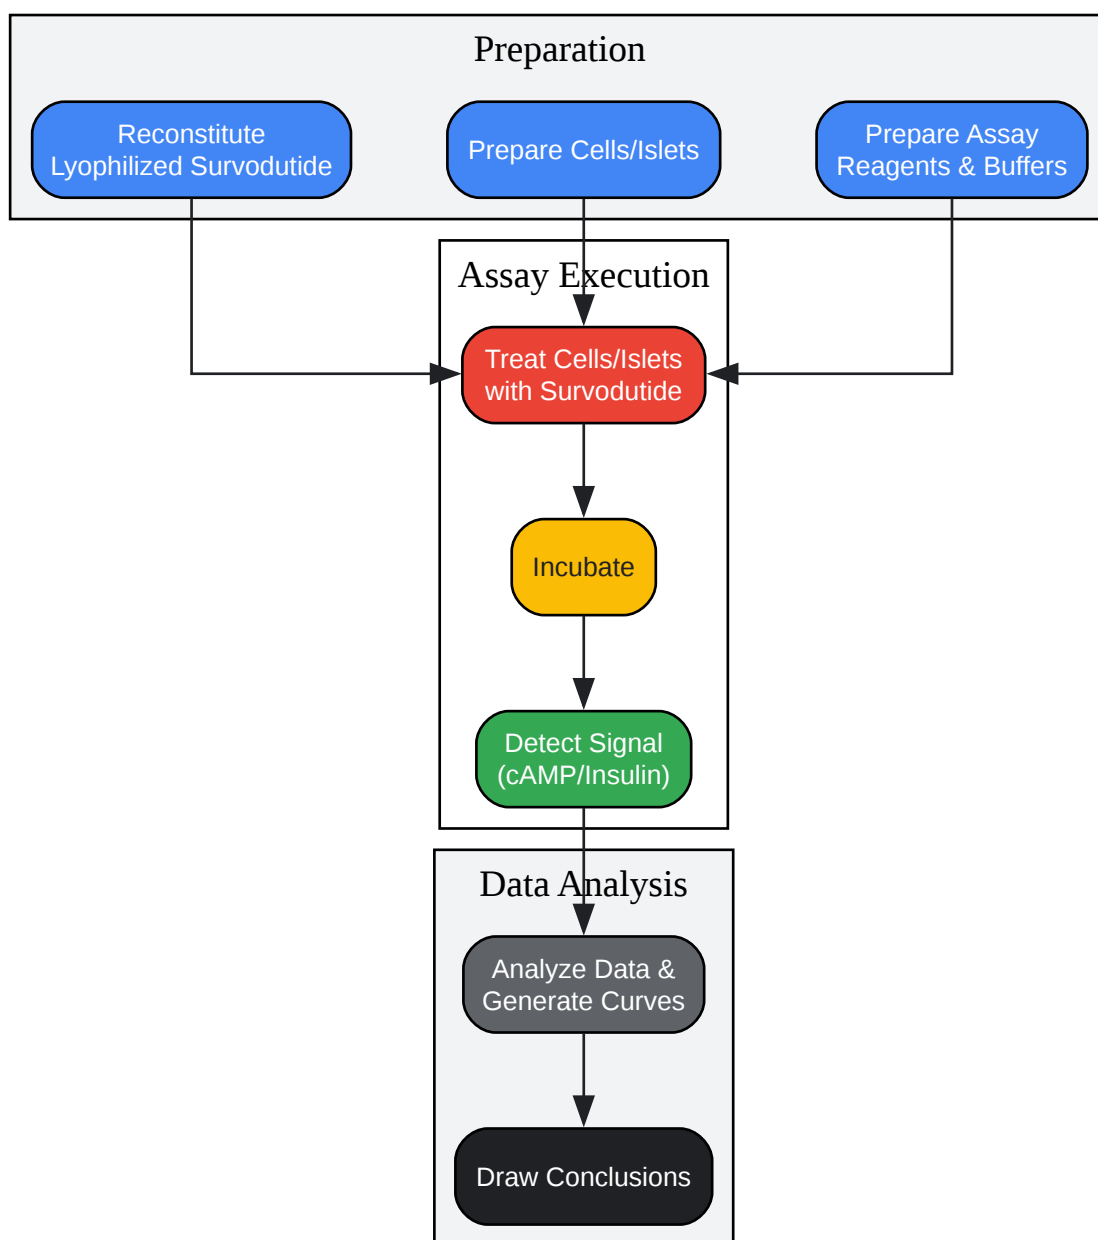 Preparation
Reconstitute
Lyophilized Survodutide
Prepare Cells/Islets
Prepare Assay
Reagents & Buffers
Assay Execution
Treat Cells/Islets
with Survodutide
Incubate
Detect Signal
(cAMP/Insulin)
Data Analysis
Analyze Data &
Generate Curves
Draw Conclusions